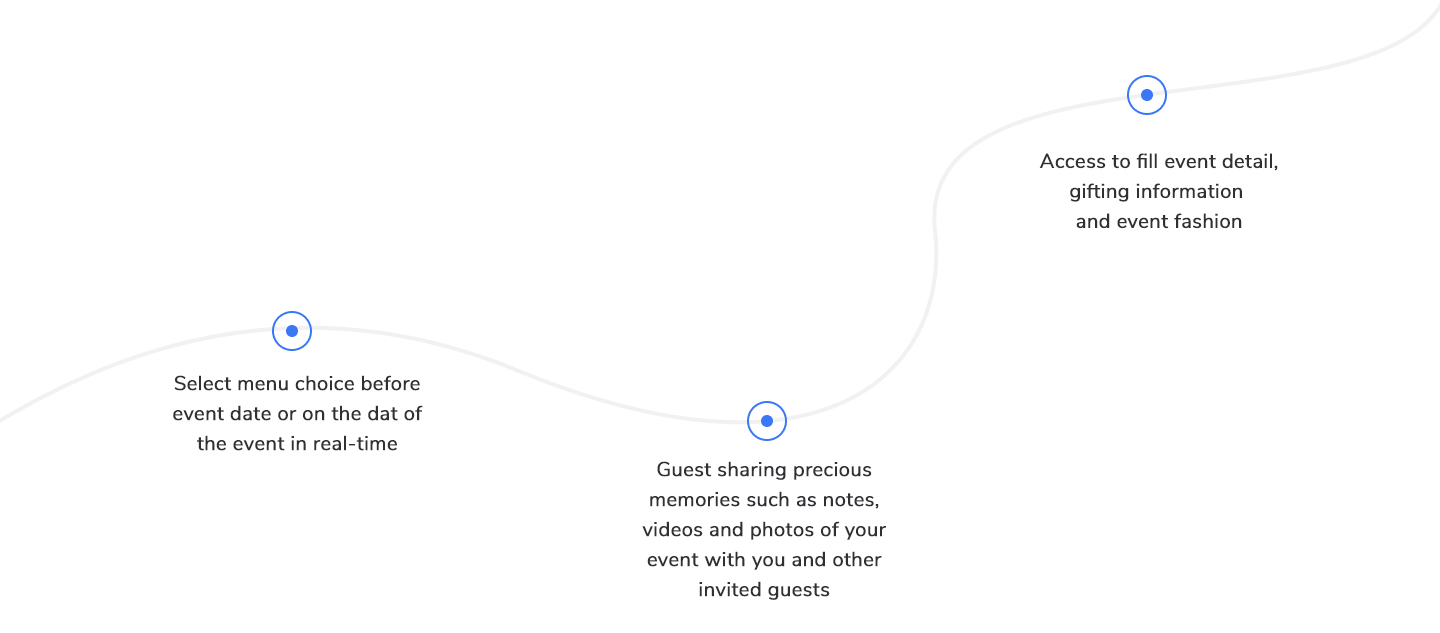 Select menu choice before
event date or on the dat of
the event in real-time
Guest sharing precious
memories such as notes,
videos and photos of your
event with you and other
invited guests
Access to fill event detail,
gifting information
and event fashion